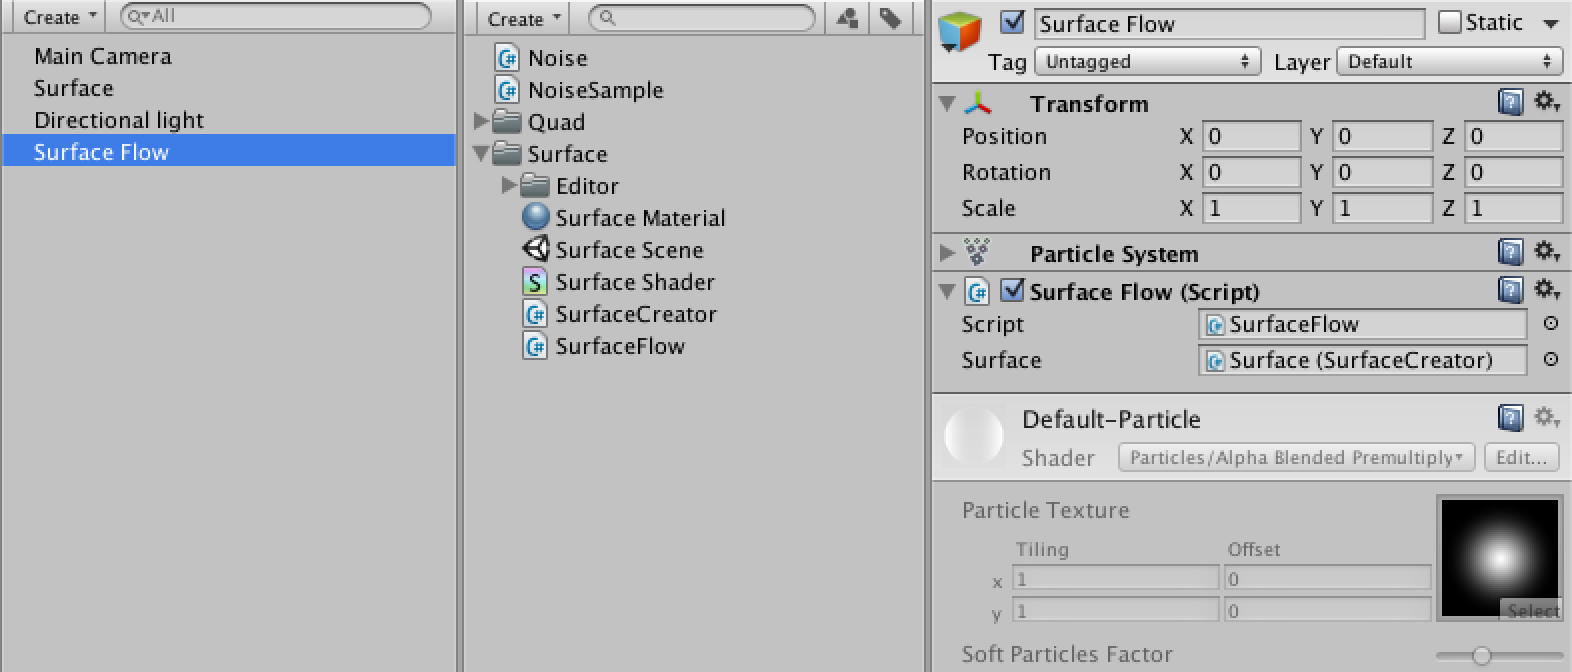 Create
All
Main Camera
Surface
Directional light
Surface Flow
Create
Noise
C# NoiseSample
Quad
Surface
Editor
Surface Material
Surface Scene
S Surface Shader
C# SurfaceCreator
C# SurfaceFlow
Surface Flow Static
Tag Untagged Layer Default
Transform
Position X 0 Y 0 Z 0
Rotation X 0 Y 0 Z 0
Scale X 1 Y 1 Z 1
Particle System
C# Surface Flow (Script)
Script SurfaceFlow
Surface Surface (SurfaceCreator)
Default-Particle
Shader Particles/Alpha Blended Premultiply Edit...
Particle Texture
Tiling Offset
x 1 0
y 1 0
Select
Soft Particles Factor